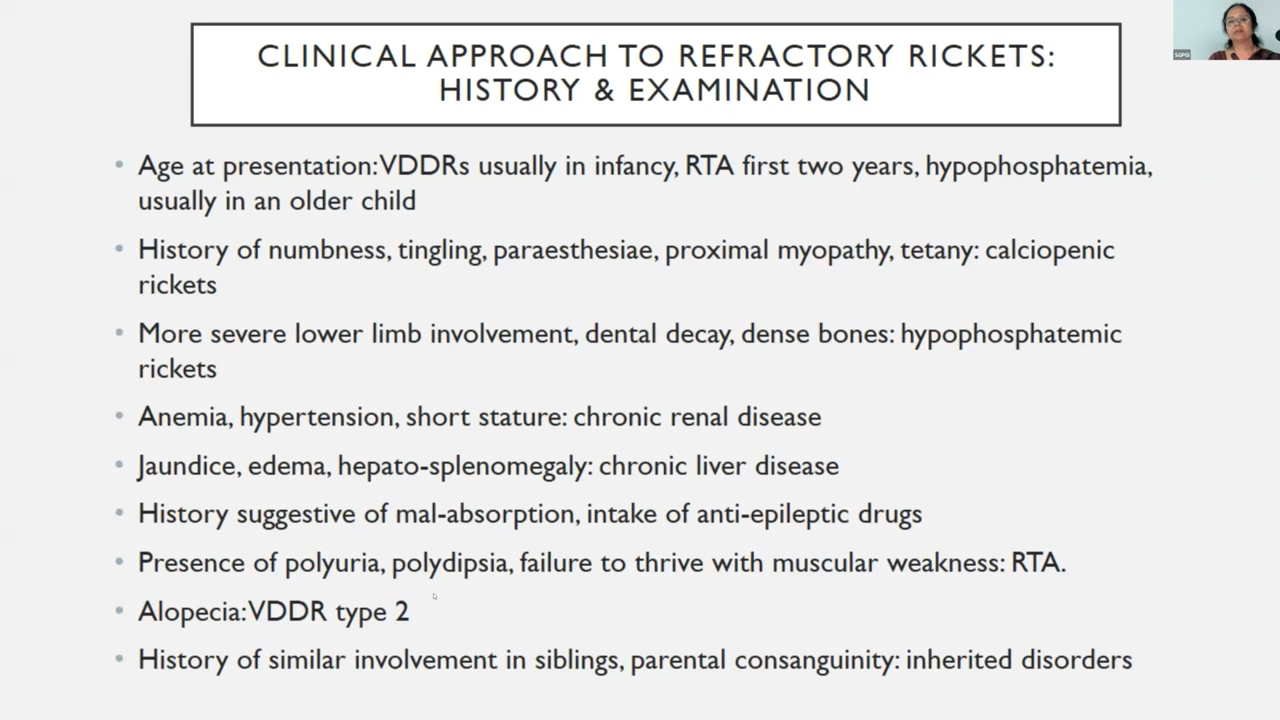 CLINICAL APPROACH TO REFRACTORY RICKETS:
HISTORY & EXAMINATION
SGPGI
• Age at presentation:VDDRs usually in infancy, RTA first two years, hypophosphatemia,
usually in an older child
• History of numbness, tingling, paraesthesiae, proximal myopathy, tetany: calciopenic
rickets
• More severe lower limb involvement, dental decay, dense bones: hypophosphatemic
rickets
• Anemia, hypertension, short stature: chronic renal disease
• Jaundice, edema, hepato-splenomegaly: chronic liver disease
• History suggestive of mal-absorption, intake of anti-epileptic drugs
• Presence of polyuria, polydipsia, failure to thrive with muscular weakness: RTA.
• Alopecia:VDDR type 2
• History of similar involvement in siblings, parental consanguinity: inherited disorders